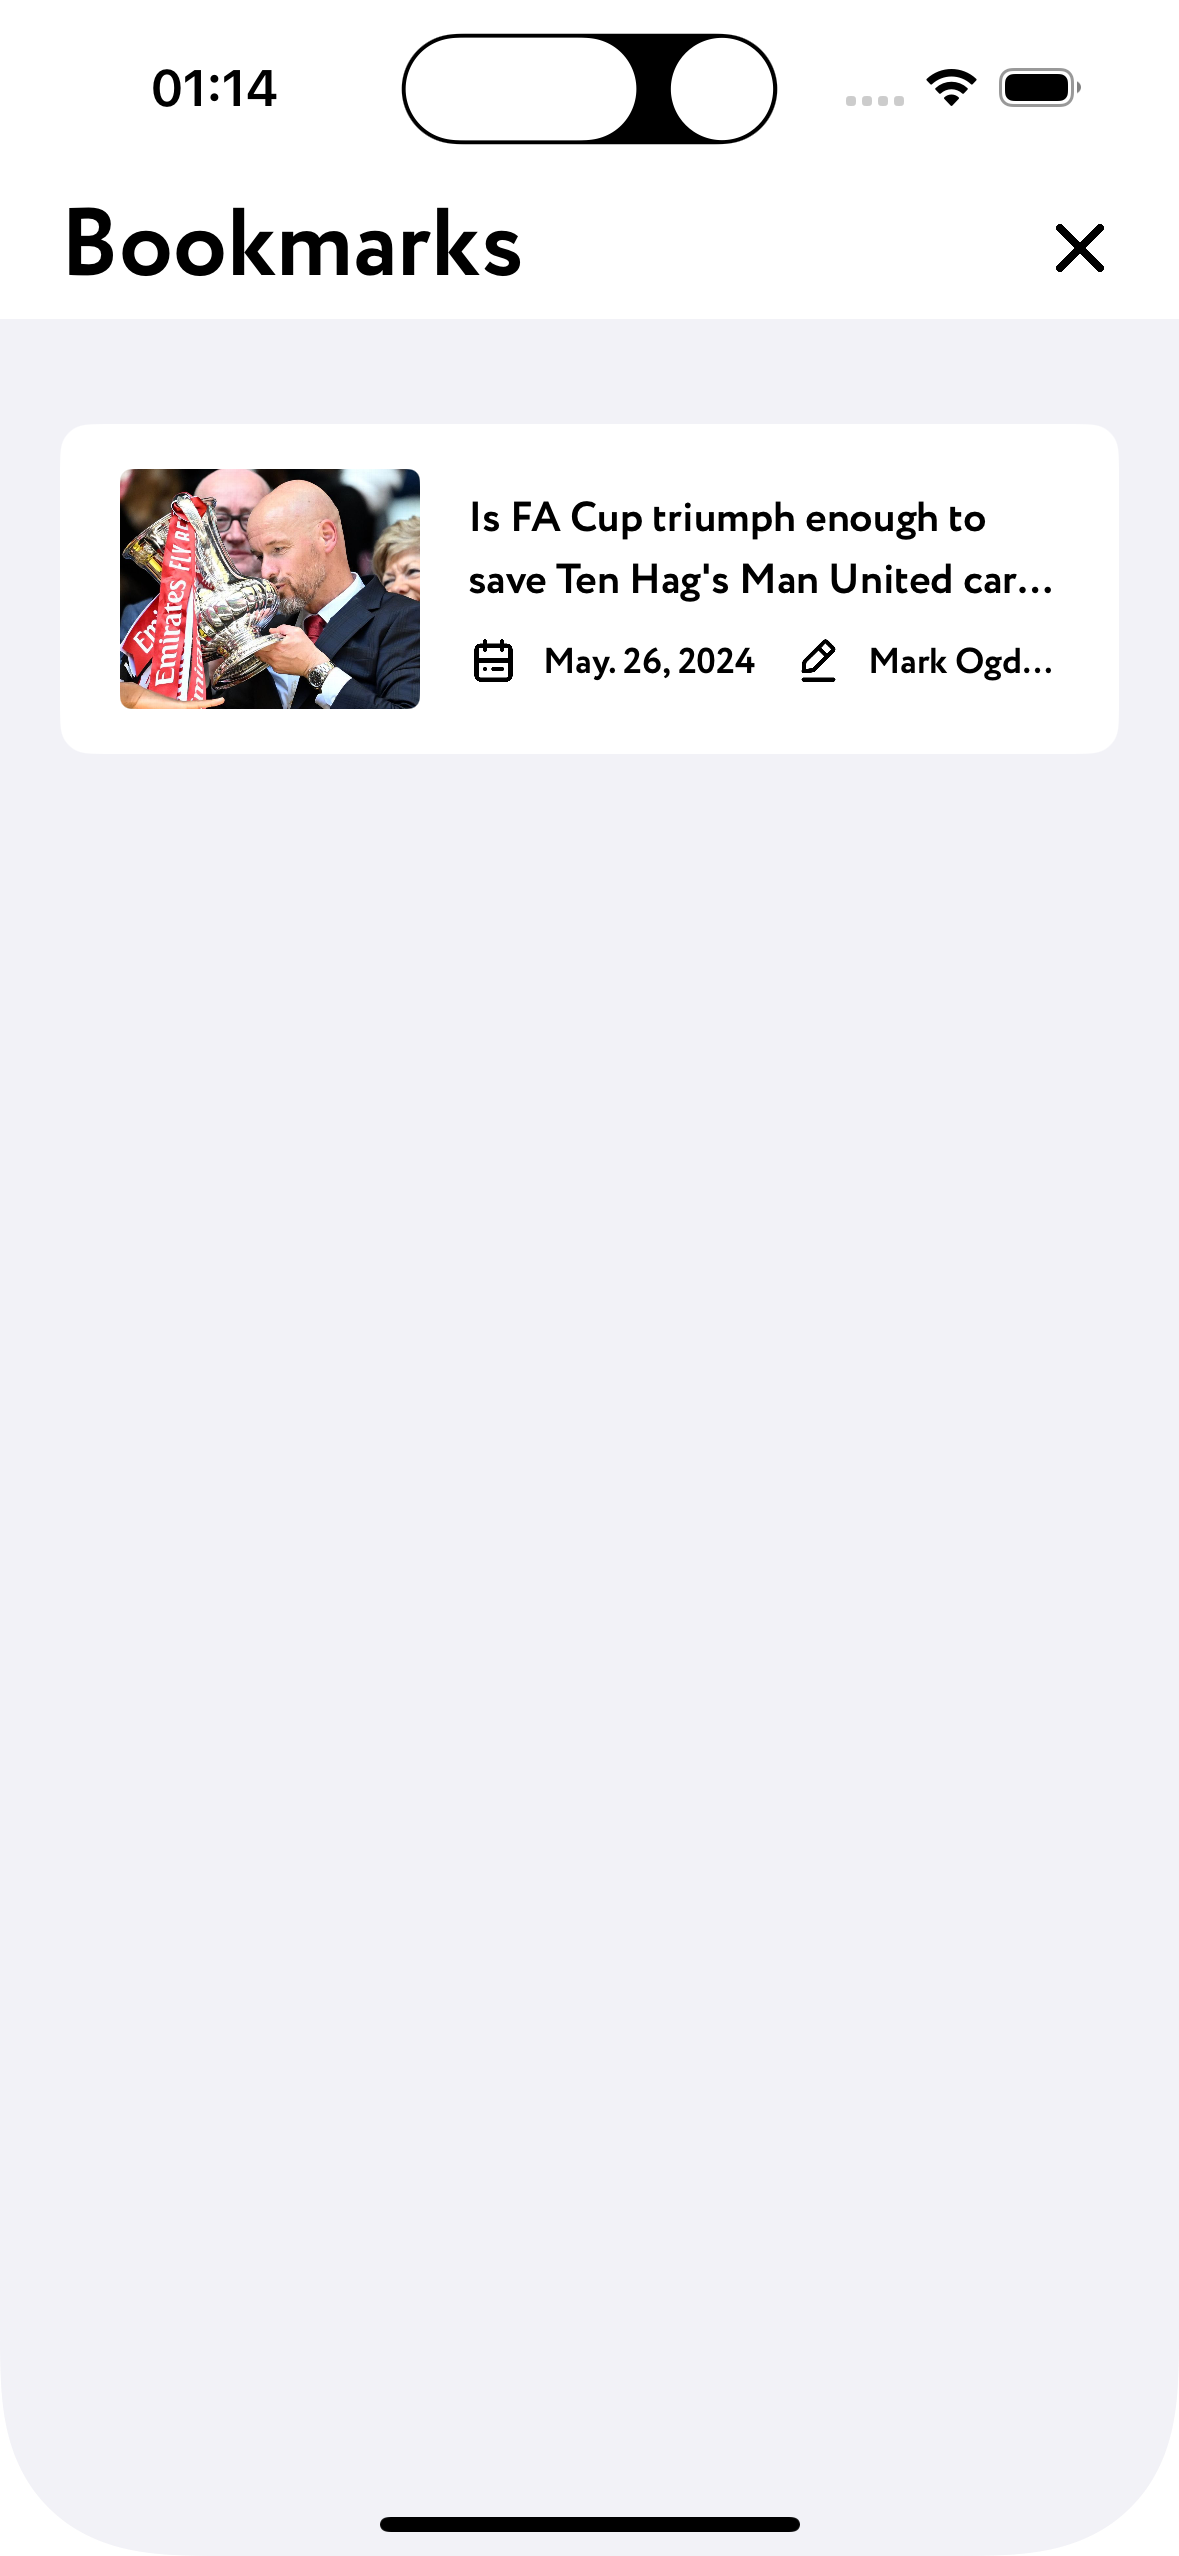 01:14
Bookmarks
Emirates FLY
Is FA Cup triumph enough to
save Ten Hag's Man United car...
May. 26, 2024
Mark Ogd...